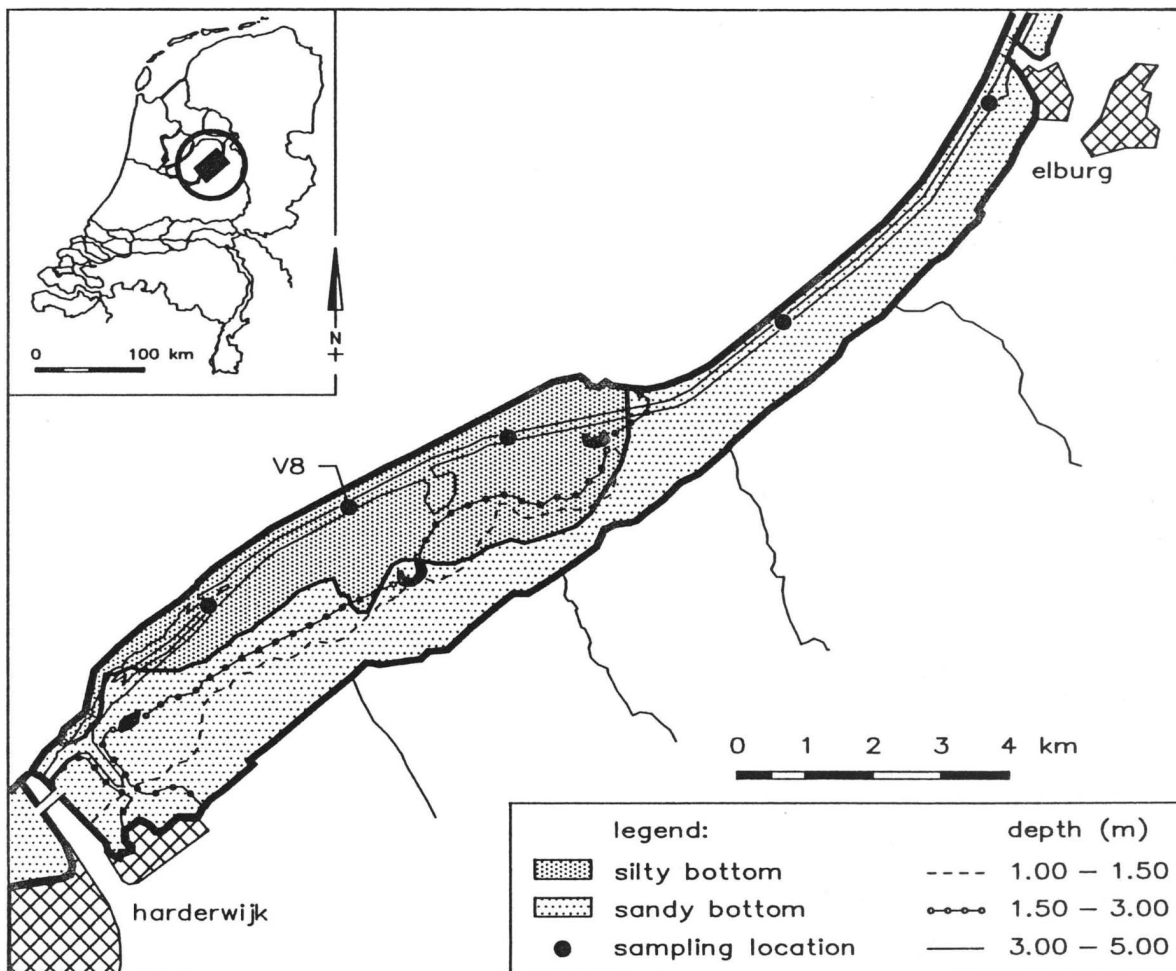 0 100 km
N
elburg
V8
0 1 2 3 4 km
harderwijk
legend: depth (m)
silty bottom 1.00 – 1.50
sandy bottom 1.50 – 3.00
sampling location 3.00 – 5.00